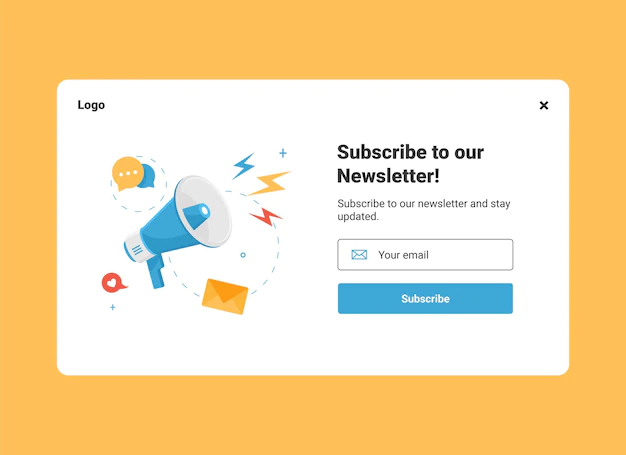 Logo
Subscribe to our
Newsletter!
Subscribe to our newsletter and stay
updated.
Your email
Subscribe